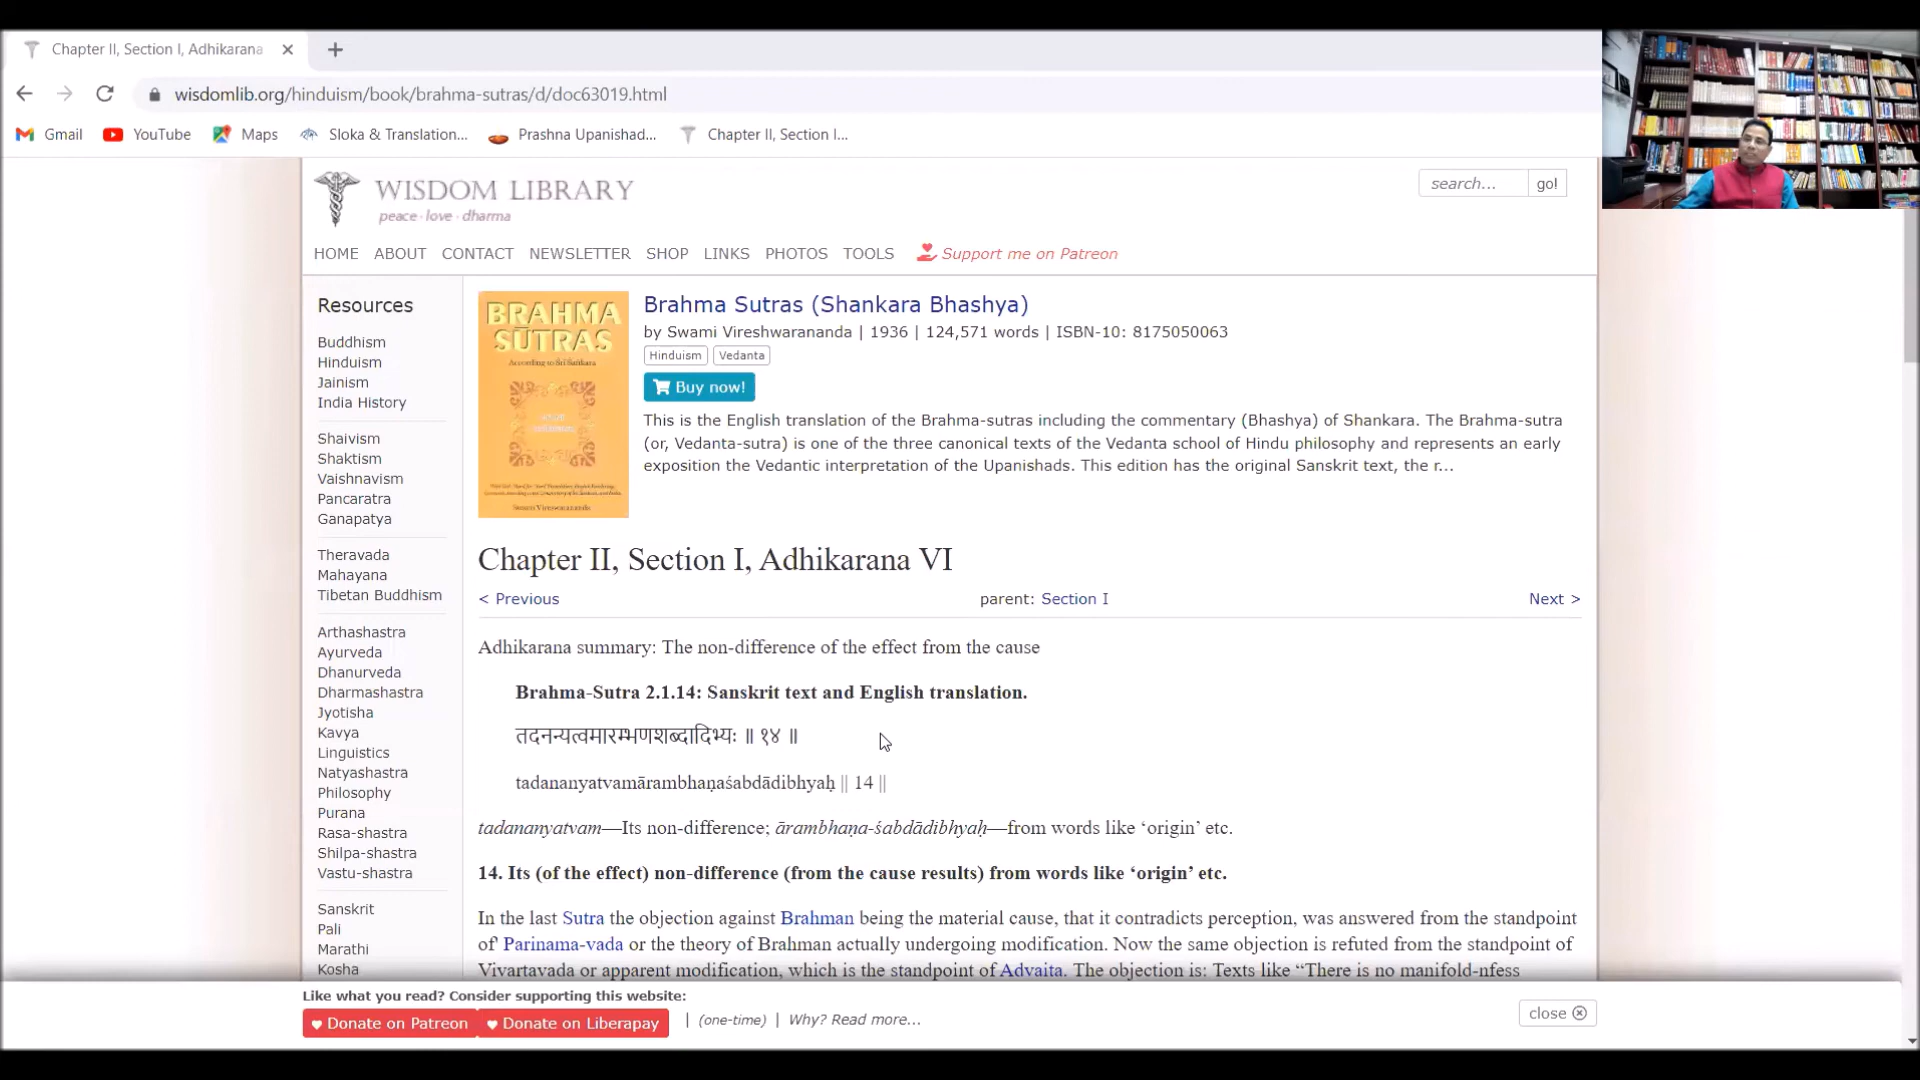 Chapter II, Section I, Adhikarana
wisdomlib.org/hinduism/book/brahma-sutras/d/doc63019.html
Gmail YouTube Maps Sloka & Translation... Prashna Upanishad... Chapter II, Section I...
WISDOM LIBRARY
peace · love · dharma
search... go!
HOME ABOUT CONTACT NEWSLETTER SHOP LINKS PHOTOS TOOLS Support me on Patreon
Resources
Buddhism
Hinduism
Jainism
India History
Shaivism
Shaktism
Vaishnavism
Pancaratra
Ganapatya
Theravada
Mahayana
Tibetan Buddhism
Arthashastra
Ayurveda
Dhanurveda
Dharmashastra
Jyotisha
Kavya
Linguistics
Natyashastra
Philosophy
Purana
Rasa-shastra
Shilpa-shastra
Vastu-shastra
Sanskrit
Pali
Marathi
Kosha
BRAHMA
SŪTRAS
According to Śrī Śaṅkara
Brahma Sutras (Shankara Bhashya)
by Swami Vireshwarananda | 1936 | 124,571 words | ISBN-10: 8175050063
Hinduism Vedanta
Buy now!
This is the English translation of the Brahma-sutras including the commentary (Bhashya) of Shankara. The Brahma-sutra
(or, Vedanta-sutra) is one of the three canonical texts of the Vedanta school of Hindu philosophy and represents an early
exposition the Vedantic interpretation of the Upanishads. This edition has the original Sanskrit text, the r...
Chapter II, Section I, Adhikarana VI
< Previous parent: Section I Next >
Adhikarana summary: The non-difference of the effect from the cause
Brahma-Sutra 2.1.14: Sanskrit text and English translation.
तदनन्यत्वमारम्भणशब्दादिभ्यः ॥ १४ ॥
tadananyatvamārambhaṇaśabdādibhyaḥ || 14 ||
tadananyatvam—Its non-difference; ārambhaṇa-śabdādibhyaḥ—from words like ‘origin’ etc.
14. Its (of the effect) non-difference (from the cause results) from words like ‘origin’ etc.
In the last Sutra the objection against Brahman being the material cause, that it contradicts perception, was answered from the standpoint
of' Parinama-vada or the theory of Brahman actually undergoing modification. Now the same objection is refuted from the standpoint of
Vivartavada or apparent modification, which is the standpoint of Advaita. The objection is: Texts like “There is no manifold-nfess
Like what you read? Consider supporting this website:
Donate on Patreon Donate on Liberapay | (one-time) | Why? Read more...
close